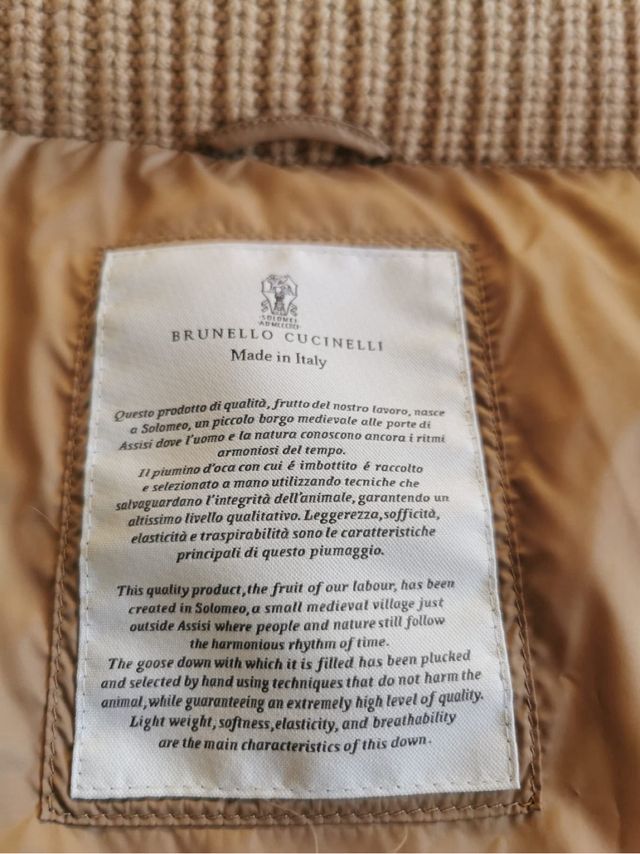 SOLOMEI
BRUNELLO CUCINELLI
Made in Italy
Questo prodotto di qualità, frutto del nostro lavoro, nasce
a Solomeo, un piccolo borgo medievale alle porte di
Assisi dove l'uomo e la natura conoscono ancora i ritmi
armoniosi del tempo.
Il piumino d'oca con cui é imbottito é raccolto
e selezionato a mano utilizzando tecniche che
salvaguardano l'integrità dell'animale, garantendo un
altissimo livello qualitativo. Leggerezza, sofficità,
elasticità e traspirabilità sono le caratteristiche
principali di questo piumaggio.
This quality product, the fruit of our labour, has been
created in Solomeo, a small medieval village just
outside Assisi where people and nature still follow
the harmonious rhythm of time.
The goose down with which it is filled has been plucked
and selected by hand using techniques that do not harm the
animal, while guaranteeing an extremely high level of quality.
Light weight, softness, elasticity, and breathability
are the main characteristics of this down.